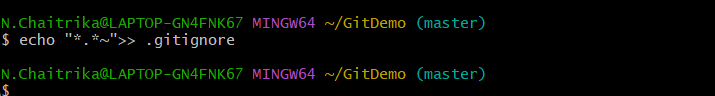 N.Chaitrika@LAPTOP-GN4FNK67 MINGW64 ~/GitDemo (master)
$ echo "*.*~">> .gitignore
N.Chaitrika@LAPTOP-GN4FNK67 MINGW64 ~/GitDemo (master)
$